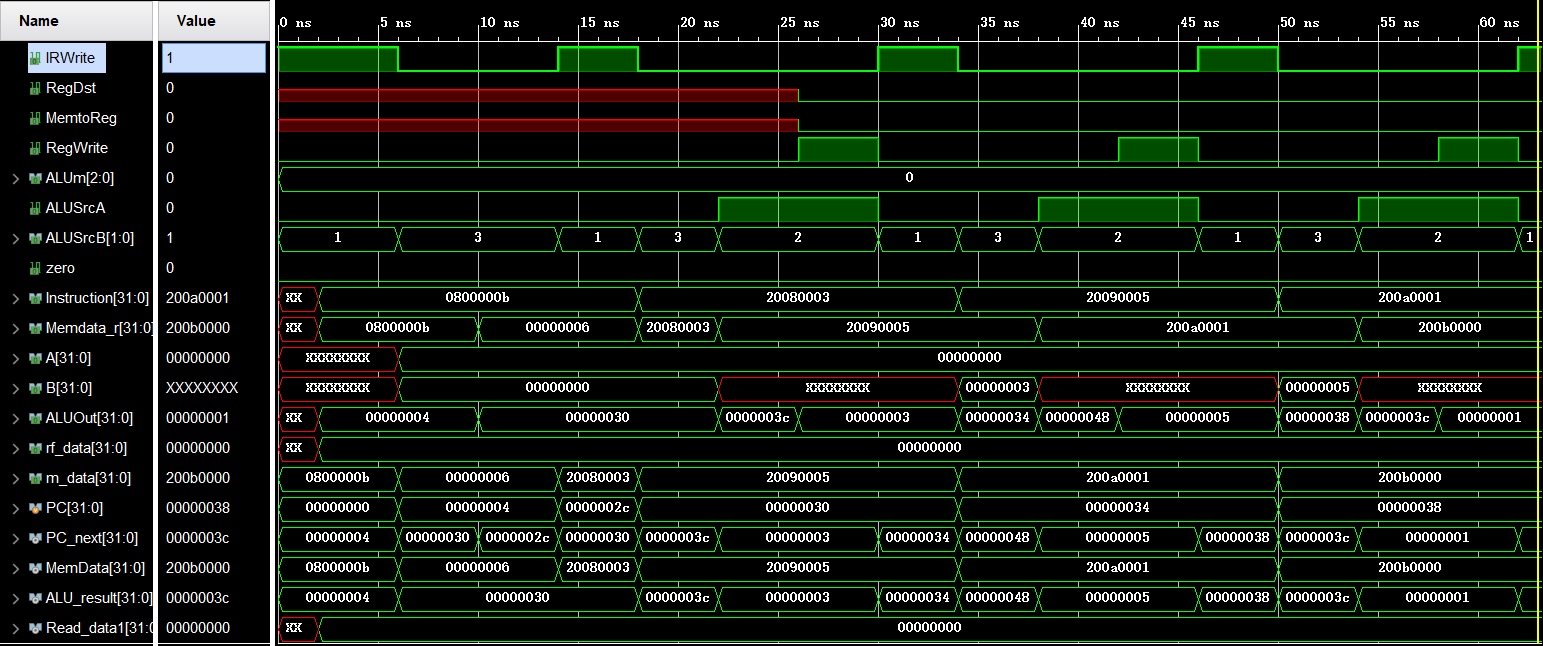 Name Value 0 ns 5 ns 10 ns 15 ns 20 ns 25 ns 30 ns 35 ns 40 ns 45 ns 50 ns 55 ns 60 ns
IRWrite 1
RegDst 0
MemtoReg 0
RegWrite 0
ALUm[2:0] 0 0
ALUSrcA 0
ALUSrcB[1:0] 1 1 3 1 3 2 1 3 2 1 3 2 1
zero 0
Instruction[31:0] 200a0001 XX 0800000b 20080003 20090005 200a0001
Memdata_r[31:0] 200b0000 XX 0800000b 00000006 20080003 20090005 200a0001 200b0000
A[31:0] 00000000 XXXXXXXX 00000000
B[31:0] XXXXXXXX XXXXXXXX 00000000 XXXXXXXX 00000003 XXXXXXXX 00000005 XXXXXXXX
ALUOut[31:0] 00000001 XX 00000004 00000030 0000003c 00000003 00000034 00000048 00000005 00000038 0000003c 00000001
rf_data[31:0] 00000000 XX 00000000
m_data[31:0] 200b0000 0800000b 00000006 20080003 20090005 200a0001 200b0000
PC[31:0] 00000038 00000000 00000004 0000002c 00000030 00000034 00000038
PC_next[31:0] 0000003c 00000004 00000030 0000002c 00000030 0000003c 00000003 00000034 00000048 00000005 00000038 0000003c 00000001
MemData[31:0] 200b0000 0800000b 00000006 20080003 20090005 200a0001 200b0000
ALU_result[31:0] 0000003c 00000004 00000030 0000003c 00000003 00000034 00000048 00000005 00000038 0000003c 00000001
Read_data1[31:0 00000000 XX 00000000